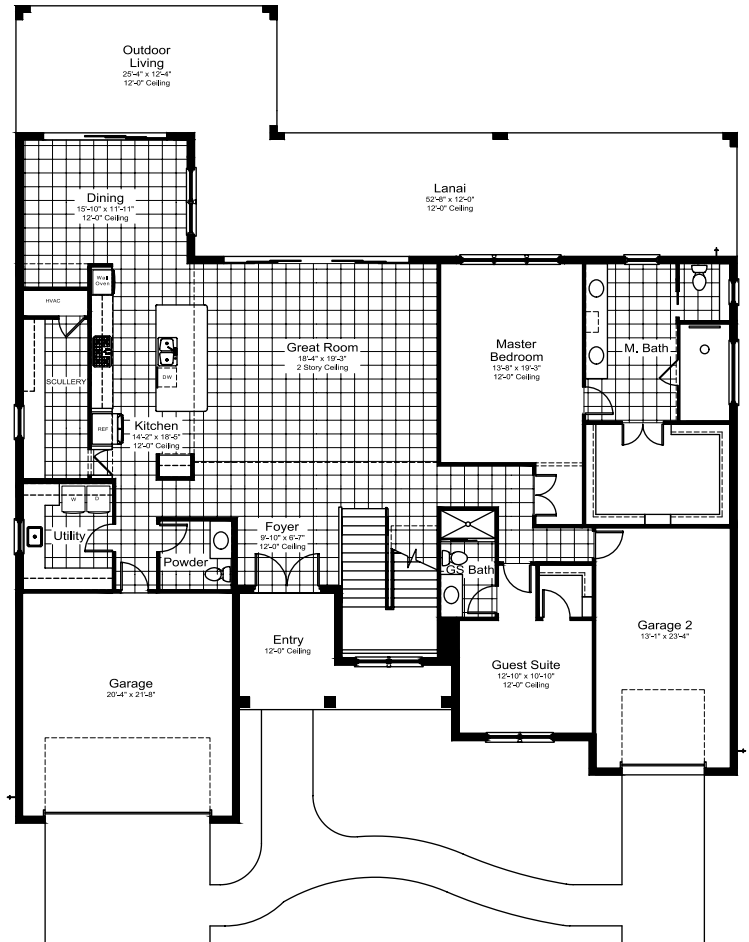 Outdoor
Living
25'-4" x 12'-4"
12'-0" Ceiling
Dining
15'-10" x 11'-11"
12'-0" Ceiling
Lanai
52'-8" x 12'-0"
12'-0" Ceiling
Wall
Oven
HVAC
SCULLERY
DW
REF
Kitchen
14'-2" x 18'-5"
12'-0" Ceiling
Great Room
18'-4" x 19'-3"
2 Story Ceiling
Master
Bedroom
13'-8" x 19'-3"
12'-0" Ceiling
M. Bath
W
D
Utility
Powder
Foyer
9'-10" x 6'-7"
12'-0" Ceiling
GS Bath
Garage
20'-4" x 21'-8"
Entry
12'-0" Ceiling
Guest Suite
12'-10" x 10'-10"
12'-0" Ceiling
Garage 2
13'-1" x 23'-4"